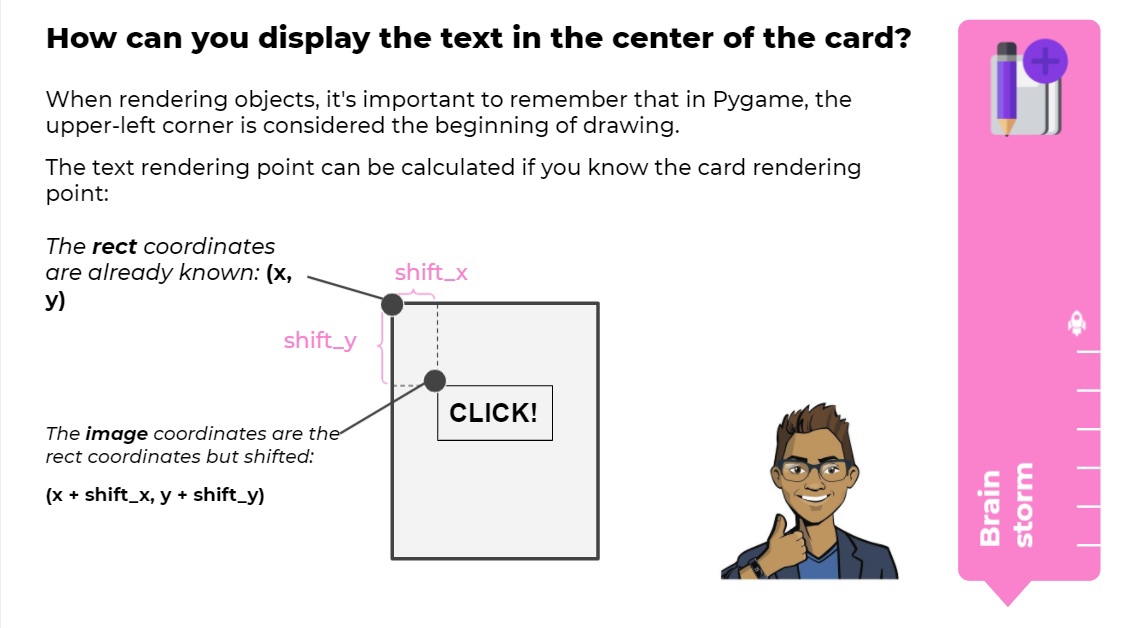 How can you display the text in the center of the card?
When rendering objects, it's important to remember that in Pygame, the
upper-left corner is considered the beginning of drawing.
The text rendering point can be calculated if you know the card rendering
point:
The rect coordinates
are already known: (x,
y)
shift_x
shift_y
CLICK!
The image coordinates are the
rect coordinates but shifted:
(x + shift_x, y + shift_y)
Brain
storm